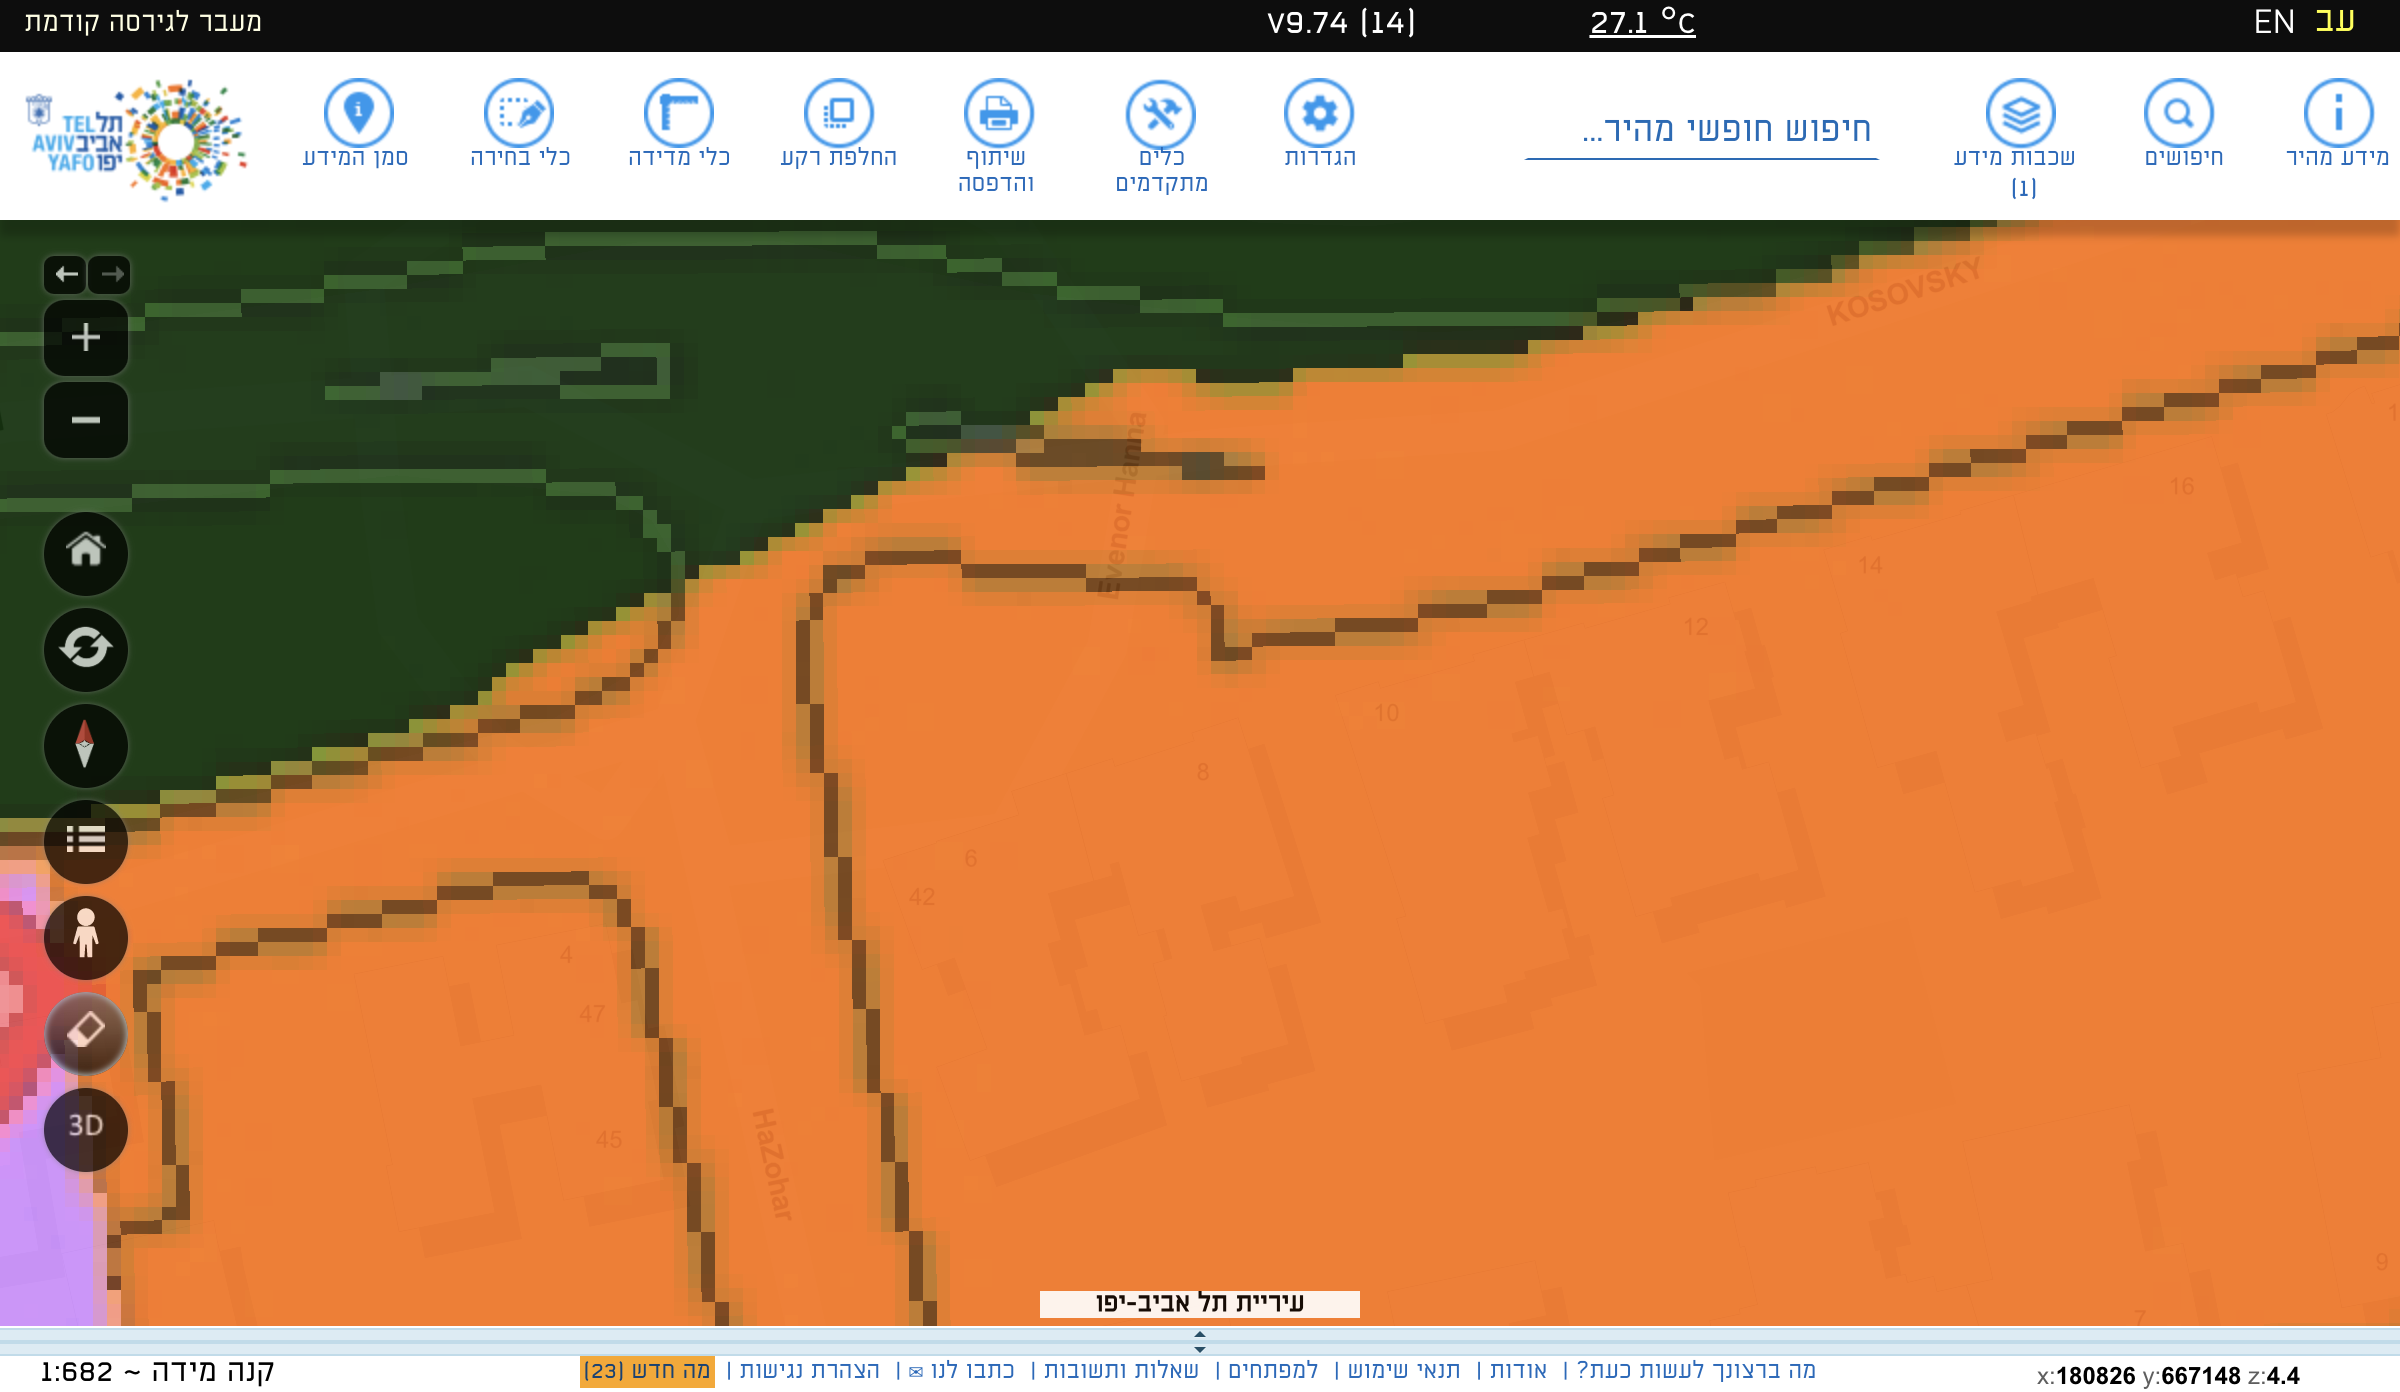 עב EN
27.1 °C
V9.74 (14)
מעבר לגירסה קודמת
מידע מהיר
חיפושים
שכבות מידע
(1)
חיפוש חופשי מהיר...
הגדרות
כלים
מתקדמים
שיתוף
והדפסה
החלפת רקע
כלי מדידה
כלי בחירה
סמן המידע
תל TEL
אביב AVIV
יפו YAFO
KOSOVSKY
Evenor Hanna
16
14
12
10
8
6
42
4
47
45
HaZohar
9
7
3D
עיריית תל אביב-יפו
מה ברצונך לעשות כעת? | אודות | תנאי שימוש | למפתחים | שאלות ותשובות | כתבו לנו ✉ | הצהרת נגישות | מה חדש (23)
קנה מידה ~ 1:682
x:180826 y:667148 z:4.4